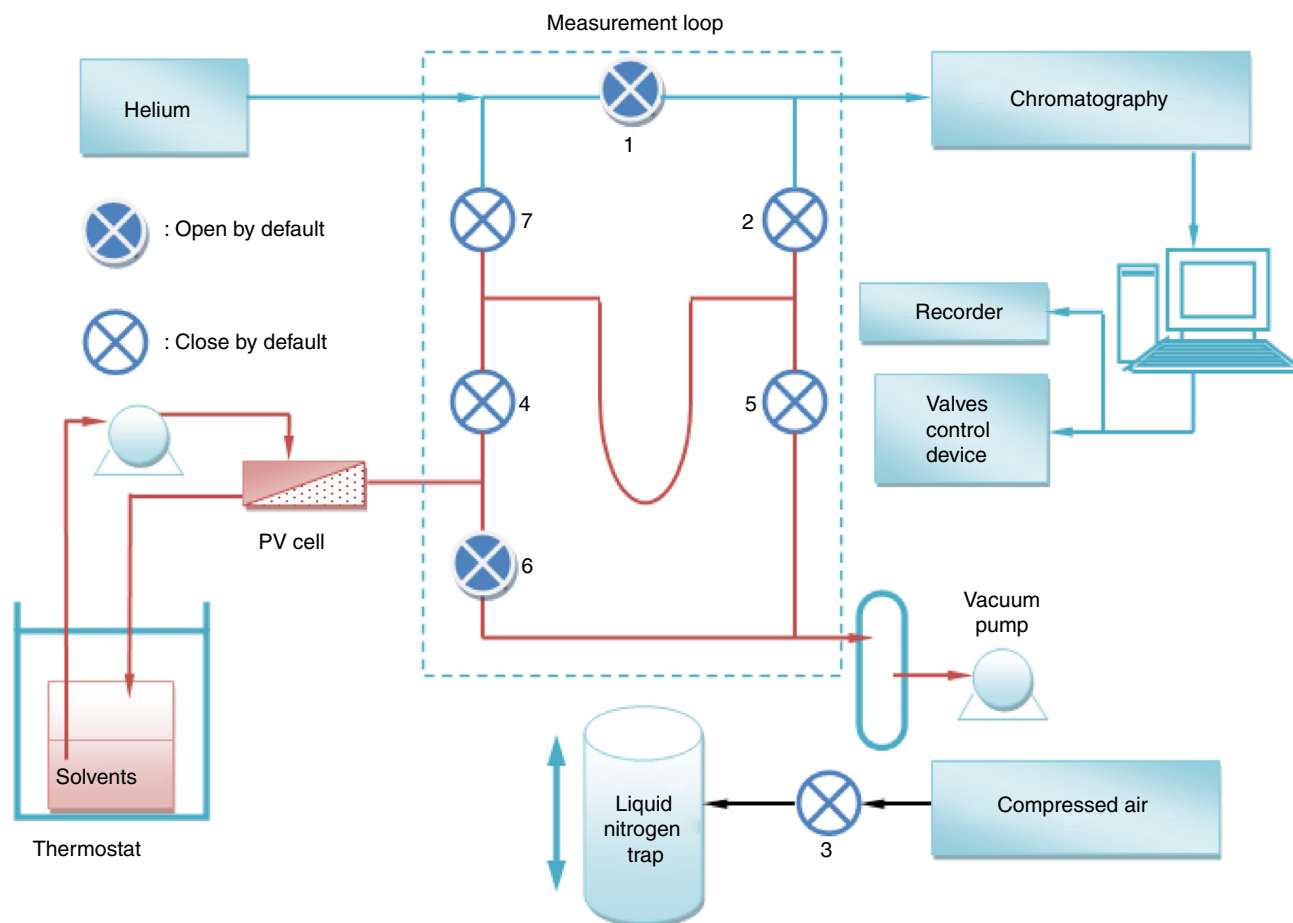 Measurement loop
Helium
Chromatography
1
: Open by default
7
2
Recorder
: Close by default
4
5
Valves
control
device
PV cell
6
Vacuum
pump
Solvents
Liquid
nitrogen
trap
Compressed air
3
Thermostat